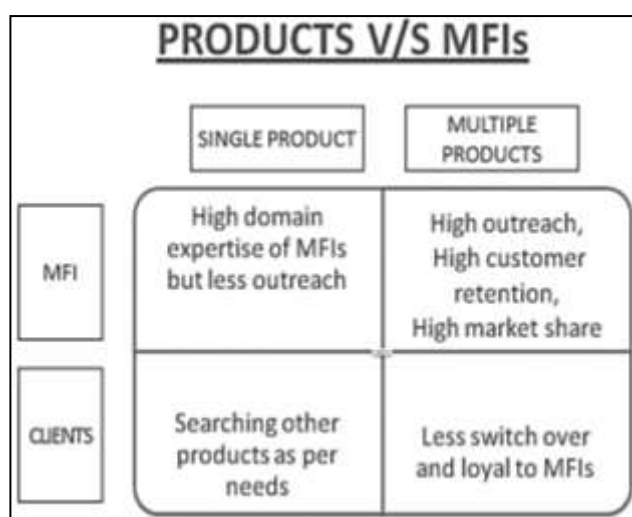 PRODUCTS V/S MFIs
SINGLE PRODUCT
MULTIPLE
PRODUCTS
MFI
High domain
expertise of MFIs
but less outreach
High outreach,
High customer
retention,
High market share
CLIENTS
Searching other
products as per
needs
Less switch over
and loyal to MFIs